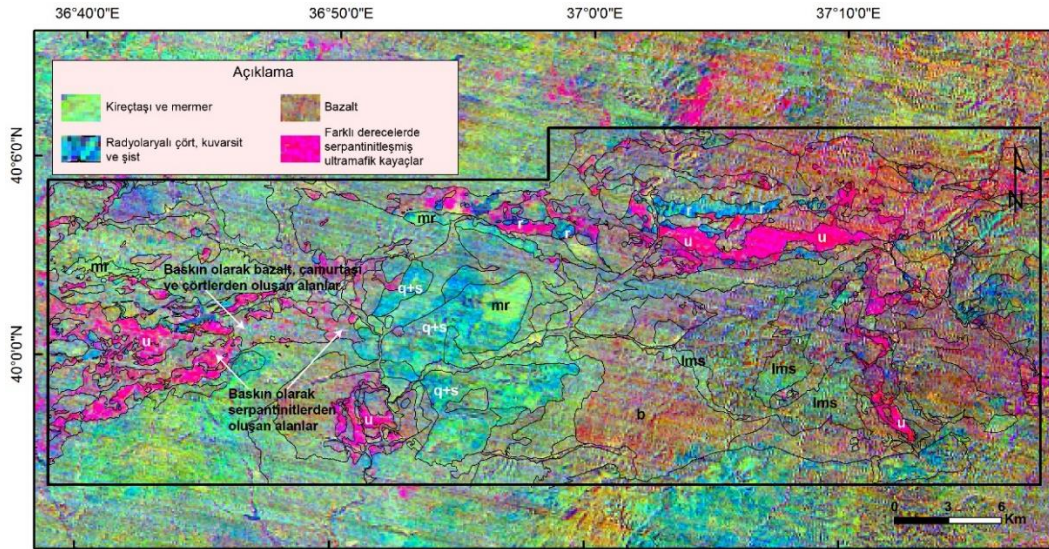 36°40'0"E
36°50'0"E
37°0'0"E
37°10'0"E
40°6'0"N
40°0'0"N
Açıklama
Kireçtaşı ve mermer
Bazalt
Radyolaryalı çört, kuvarsit
ve şist
Farklı derecelerde
serpantinitleşmiş
ultramafik kayaçlar
N
mr
r
r
r
r
u
u
mr
Baskın olarak bazalt, çamurtaşı
ve çörtlerden oluşan alanlar
q+s
mr
q+s
u
lms
lms
lms
q+s
Baskın olarak
serpantinitlerden
oluşan alanlar
u
b
u
0 3 6
Km